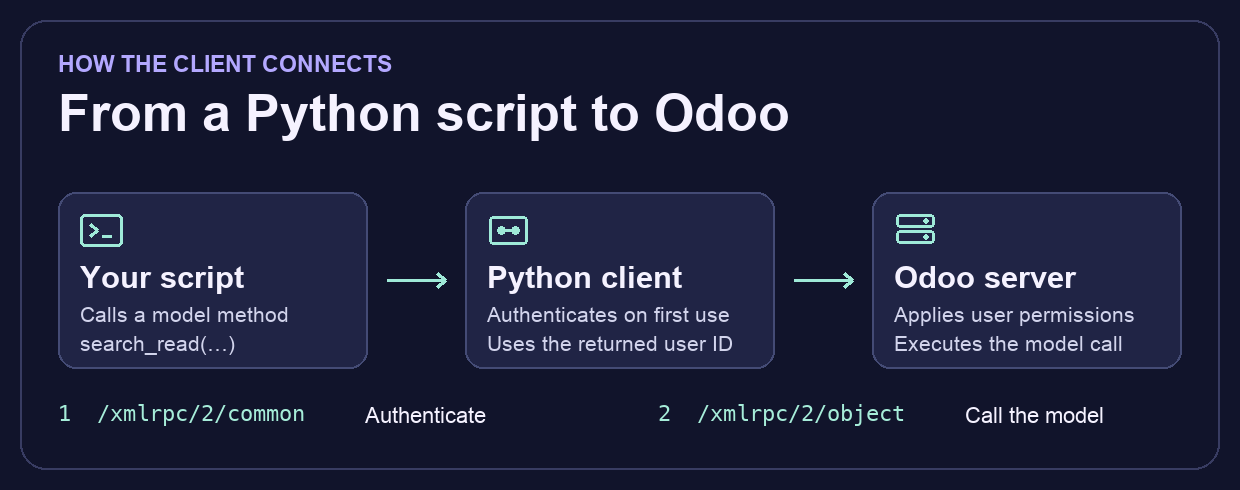 HOW THE CLIENT CONNECTS
From a Python script to Odoo
Your script
Calls a model method
search_read(…)
Python client
Authenticates on first use
Uses the returned user ID
Odoo server
Applies user permissions
Executes the model call
1 /xmlrpc/2/common Authenticate
2 /xmlrpc/2/object Call the model